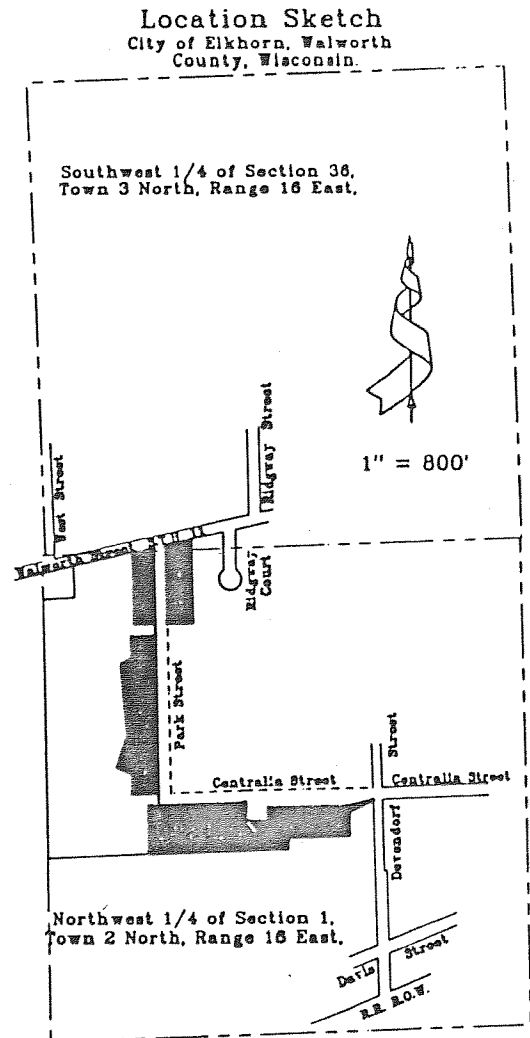 Location Sketch
City of Elkhorn, Walworth
County, Wisconsin.
Southwest 1/4 of Section 36,
Town 3 North, Range 16 East,
1" = 800'
West Street
Ridgway Street
Walworth Street
Ridgway
Court
Park Street
Centralia Street
Street
Centralia Street
Devendorf
Northwest 1/4 of Section 1,
Town 2 North, Range 16 East,
Davis Street
R.R. R.O.W.